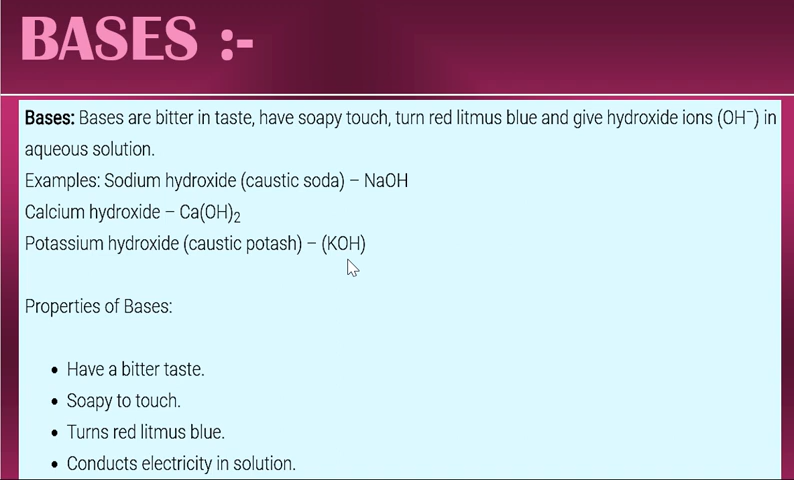 BASES :-
Bases: Bases are bitter in taste, have soapy touch, turn red litmus blue and give hydroxide ions (OH⁻) in
aqueous solution.
Examples: Sodium hydroxide (caustic soda) – NaOH
Calcium hydroxide – Ca(OH)₂
Potassium hydroxide (caustic potash) – (KOH)
Properties of Bases:
• Have a bitter taste.
• Soapy to touch.
• Turns red litmus blue.
• Conducts electricity in solution.